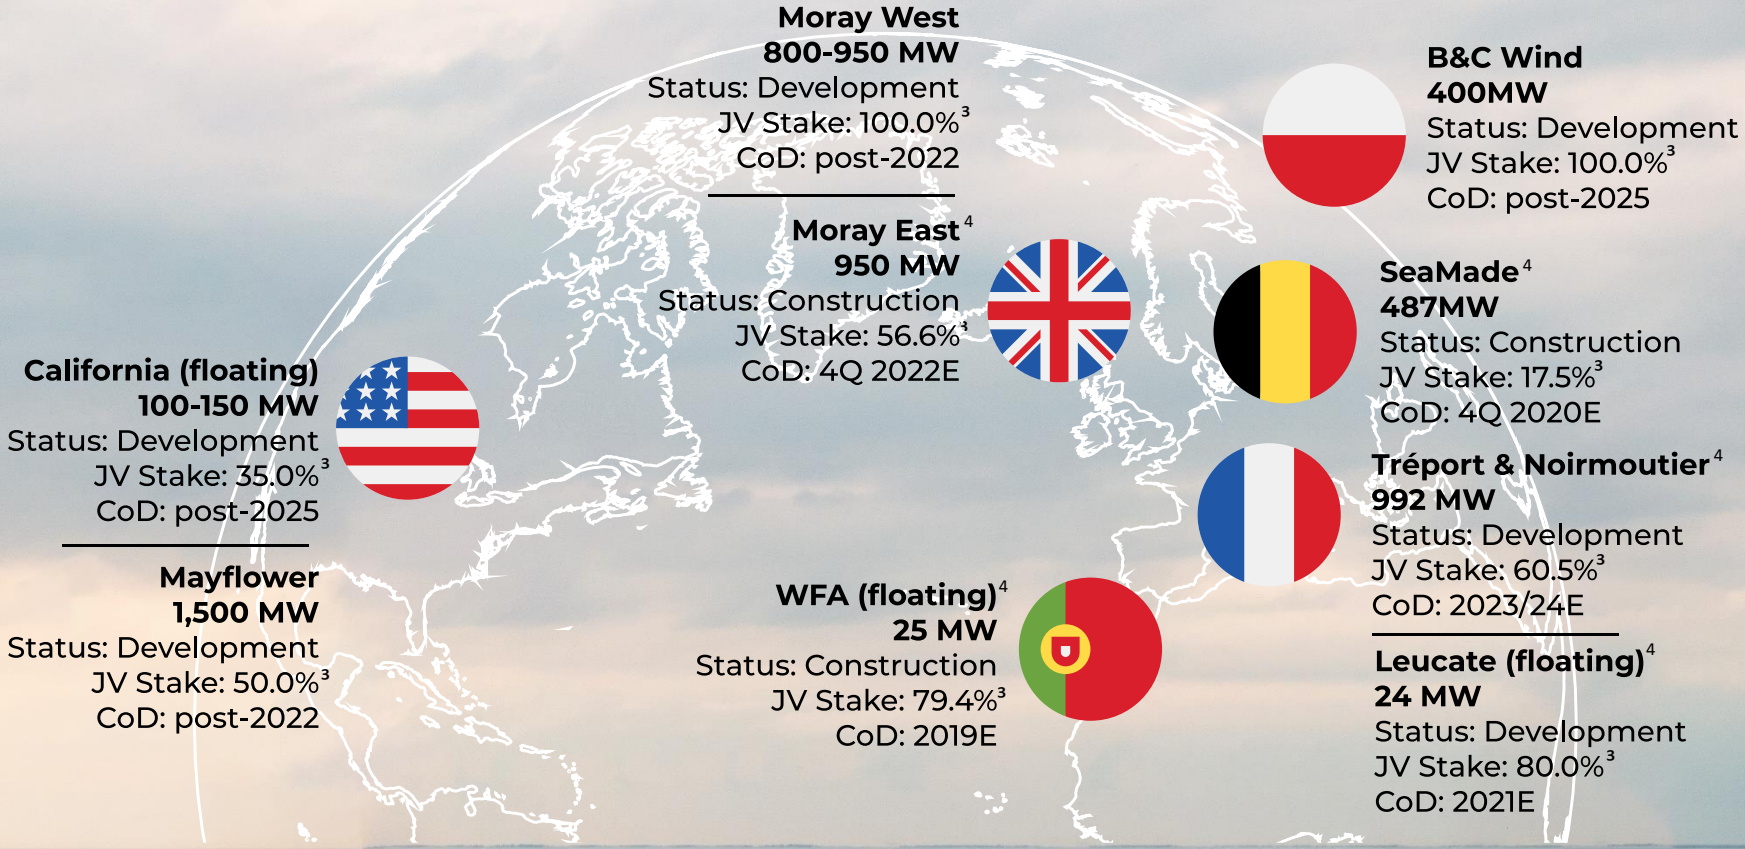 Moray West
800-950 MW
Status: Development
JV Stake: 100.0%³
CoD: post-2022
Moray East⁴
950 MW
Status: Construction
JV Stake: 56.6%³
CoD: 4Q 2022E
California (floating)
100-150 MW
Status: Development
JV Stake: 35.0%³
CoD: post-2025
Mayflower
1,500 MW
Status: Development
JV Stake: 50.0%³
CoD: post-2022
WFA (floating)⁴
25 MW
Status: Construction
JV Stake: 79.4%³
CoD: 2019E
B&C Wind
400MW
Status: Development
JV Stake: 100.0%³
CoD: post-2025
SeaMade⁴
487MW
Status: Construction
JV Stake: 17.5%³
CoD: 4Q 2020E
Tréport & Noirmoutier⁴
992 MW
Status: Development
JV Stake: 60.5%³
CoD: 2023/24E
Leucate (floating)⁴
24 MW
Status: Development
JV Stake: 80.0%³
CoD: 2021E